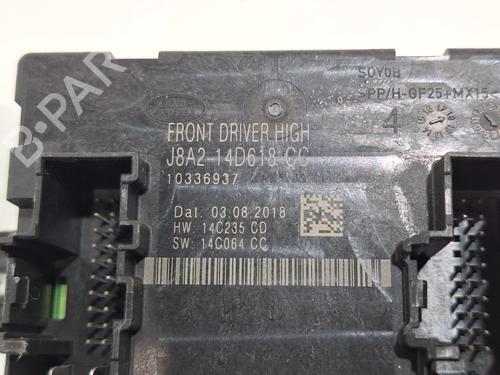 B-PAR
SOY0H
>PP/H-GF25+MX15<
4
FRONT DRIVER HIGH
J8A2-14D618-CC
10336937
Dat. 03.08.2018
HW: 14C235 CD
SW: 14C064 CC